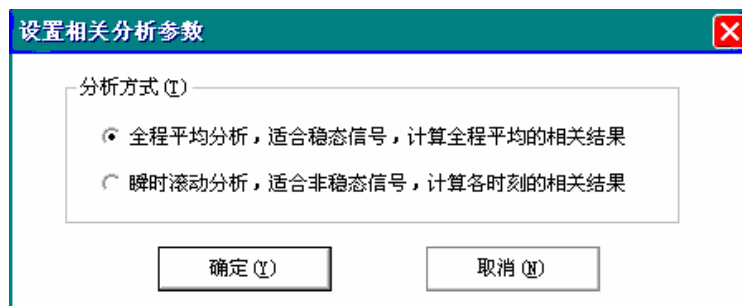 设置相关分析参数
分析方式(T)
全程平均分析，适合稳态信号，计算全程平均的相关结果
瞬时滚动分析，适合非稳态信号，计算各时刻的相关结果
确定(Y) 取消(N)